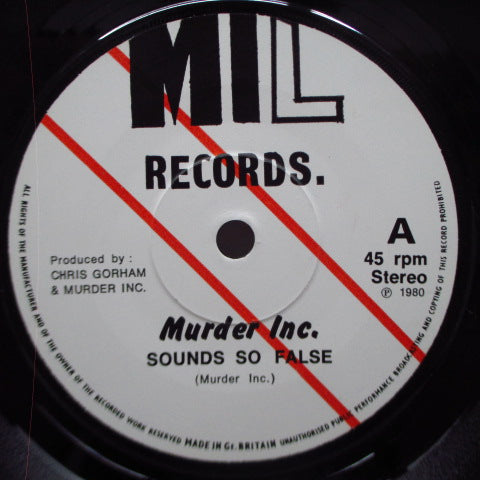 MIL
RECORDS.
Produced by :
CHRIS GORHAM
& MURDER INC.
A
45 rpm
Stereo
℗ 1980
Murder Inc.
SOUNDS SO FALSE
(Murder Inc.)
ALL RIGHTS OF THE MANUFACTURER AND OF THE OWNER OF THE RECORDED WORK RESERVED MADE IN Gt. BRITAIN UNAUTHORISED PUBLIC PERFORMANCE BROADCASTING AND COPYING OF THIS RECORD PROHIBITED